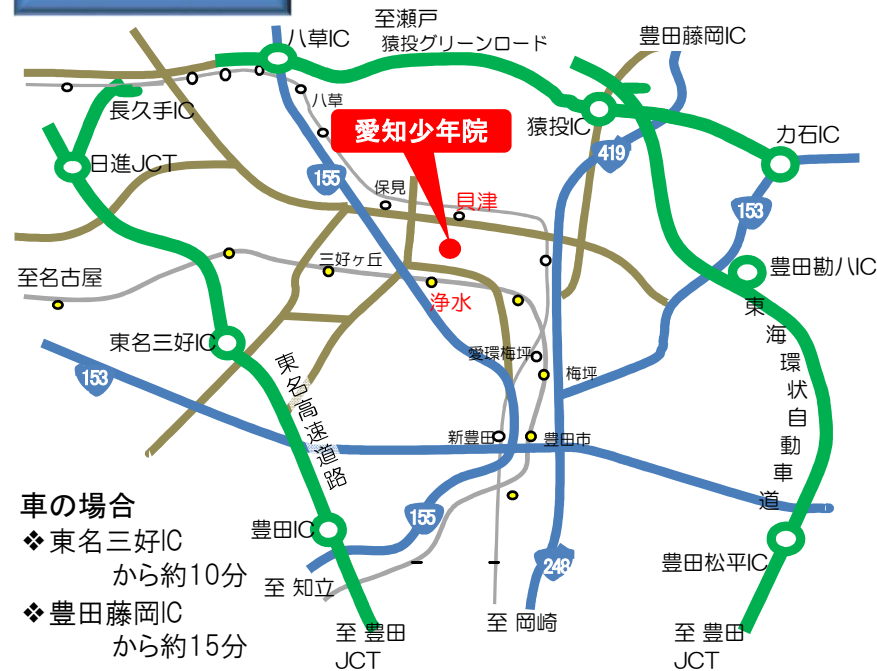 至瀬戸
八草IC
猿投グリーンロード
豊田藤岡IC
長久手IC
八草
愛知少年院
猿投IC
419
力石IC
日進JCT
155
保見
貝津
153
三好ヶ丘
至名古屋
浄水
豊田勘八IC
東名三好IC
愛環梅坪
梅坪
153
東名高速道路
東海環状自動車道
新豊田
豊田市
車の場合
❖東名三好IC
から約10分
❖豊田藤岡IC
から約15分
豊田IC
155
248
豊田松平IC
至 知立
至 岡崎
至 豊田
JCT
至 豊田
JCT